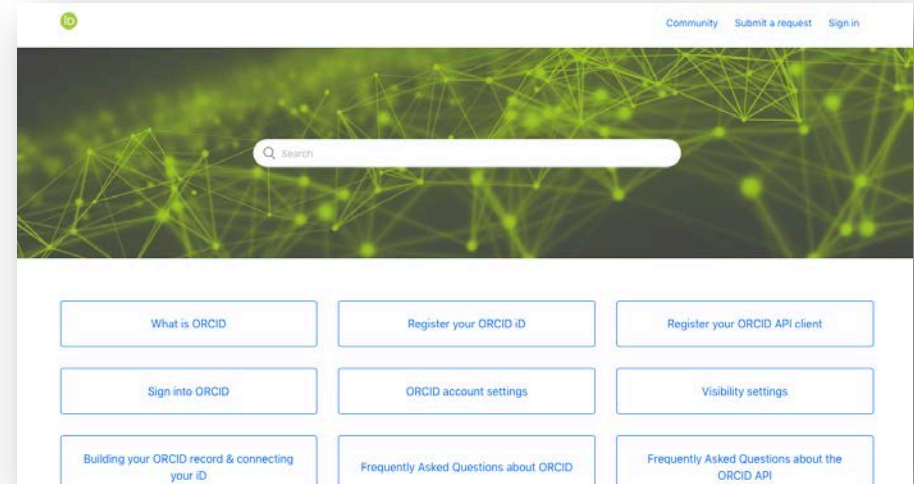 iD
Community Submit a request Sign in
Search
What is ORCID
Register your ORCID iD
Register your ORCID API client
Sign into ORCID
ORCID account settings
Visibility settings
Building your ORCID record & connecting
your iD
Frequently Asked Questions about ORCID
Frequently Asked Questions about the
ORCID API